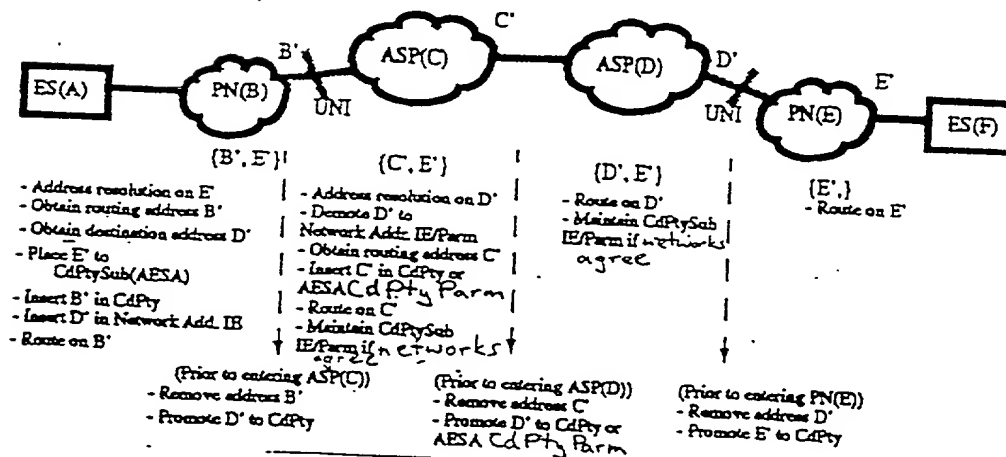 C'
B'
ASP(C)
ASP(D)
D'
E'
ES(A)
PN(B)
UNI
UNI
PN(E)
ES(F)
{B', E'}
{C', E'}
{D', E'}
{E',}
- Address resolution on E'
- Obtain routing address B'
- Obtain destination address D'
- Place E' to
CdPtySub(AESA)
- Insert B' in CdPty
- Insert D' in Network Add. IE
- Route on B'
- Address resolution on D'
- Demote D' to
Network Addr. IE/Parm
- Obtain routing address C'
- Insert C' in CdPty or
AESA CdPty Parm
- Route on C'
- Maintain CdPtySub
IE/Parm if networks
agree
- Route on D'
- Maintain CdPtySub
IE/Parm if networks
agree
- Route on E'
(Prior to entering ASP(C))
- Remove address B'
- Promote D' to CdPty
(Prior to entering ASP(D))
- Remove address C'
- Promote D' to CdPty or
AESA CdPty Parm
(Prior to entering PN(E))
- Remove address D'
- Promote E' to CdPty